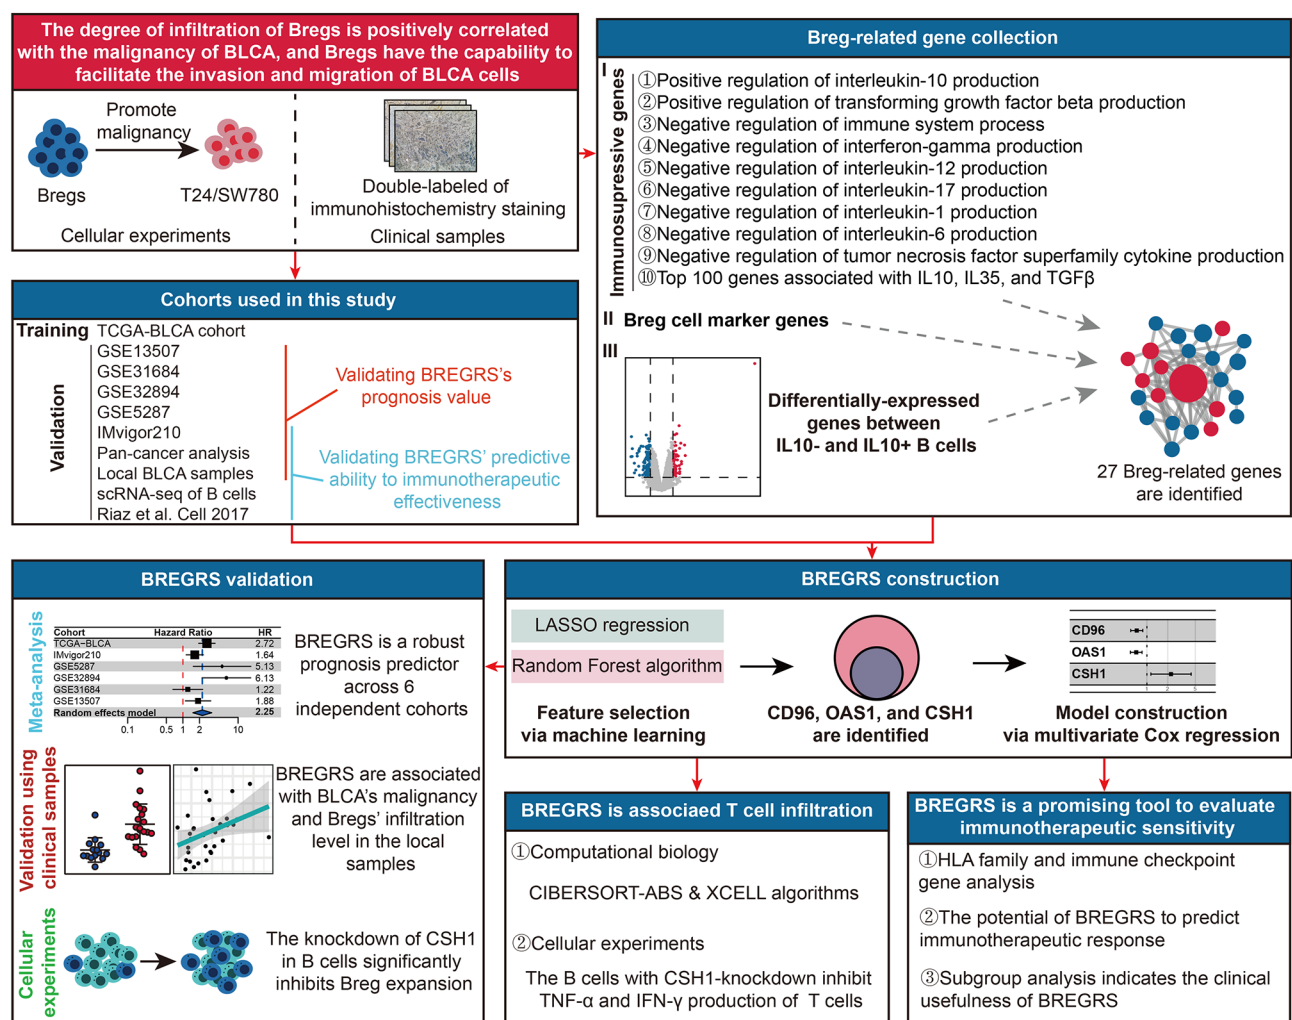 The degree of infiltration of Bregs is positively correlated
with the malignancy of BLCA, and Bregs have the capability to
facilitate the invasion and migration of BLCA cells
Promote
malignancy
Bregs
T24/SW780
Cellular experiments
Double-labeled of
immunohistochemistry staining
Clinical samples
Breg-related gene collection
I
Immunosupressive genes
①Positive regulation of interleukin-10 production
②Positive regulation of transforming growth factor beta production
③Negative regulation of immune system process
④Negative regulation of interferon-gamma production
⑤Negative regulation of interleukin-12 production
⑥Negative regulation of interleukin-17 production
⑦Negative regulation of interleukin-1 production
⑧Negative regulation of interleukin-6 production
⑨Negative regulation of tumor necrosis factor superfamily cytokine production
⑩Top 100 genes associated with IL10, IL35, and TGFβ
II Breg cell marker genes
III
Differentially-expressed
genes between
IL10- and IL10+ B cells
27 Breg-related genes
are identified
Cohorts used in this study
Training TCGA-BLCA cohort
Validation
GSE13507
GSE31684
GSE32894
GSE5287
IMvigor210
Pan-cancer analysis
Local BLCA samples
scRNA-seq of B cells
Riaz et al. Cell 2017
Validating BREGRS's
prognosis value
Validating BREGRS' predictive
ability to immunotherapeutic
effectiveness
BREGRS validation
Meta-analysis
Cohort Hazard Ratio HR
TCGA−BLCA 2.72
IMvigor210 1.64
GSE5287 5.13
GSE32894 6.13
GSE31684 1.22
GSE13507 1.88
Random effects model 2.25
0.1 0.5 1 2 10
BREGRS is a robust
prognosis predictor
across 6
independent cohorts
Validation using
clinical samples
BREGRS are associated
with BLCA's malignancy
and Bregs' infiltration
level in the local
samples
Cellular
experiments
The knockdown of CSH1
in B cells significantly
inhibits Breg expansion
BREGRS construction
LASSO regression
Random Forest algorithm
Feature selection
via machine learning
CD96, OAS1, and CSH1
are identified
CD96
OAS1
CSH1
1 2 5
Model construction
via multivariate Cox regression
BREGRS is associaed T cell infiltration
①Computational biology
CIBERSORT-ABS & XCELL algorithms
②Cellular experiments
The B cells with CSH1-knockdown inhibit
TNF-α and IFN-γ production of T cells
BREGRS is a promising tool to evaluate
immunotherapeutic sensitivity
①HLA family and immune checkpoint
gene analysis
②The potential of BREGRS to predict
immunotherapeutic response
③Subgroup analysis indicates the clinical
usefulness of BREGRS